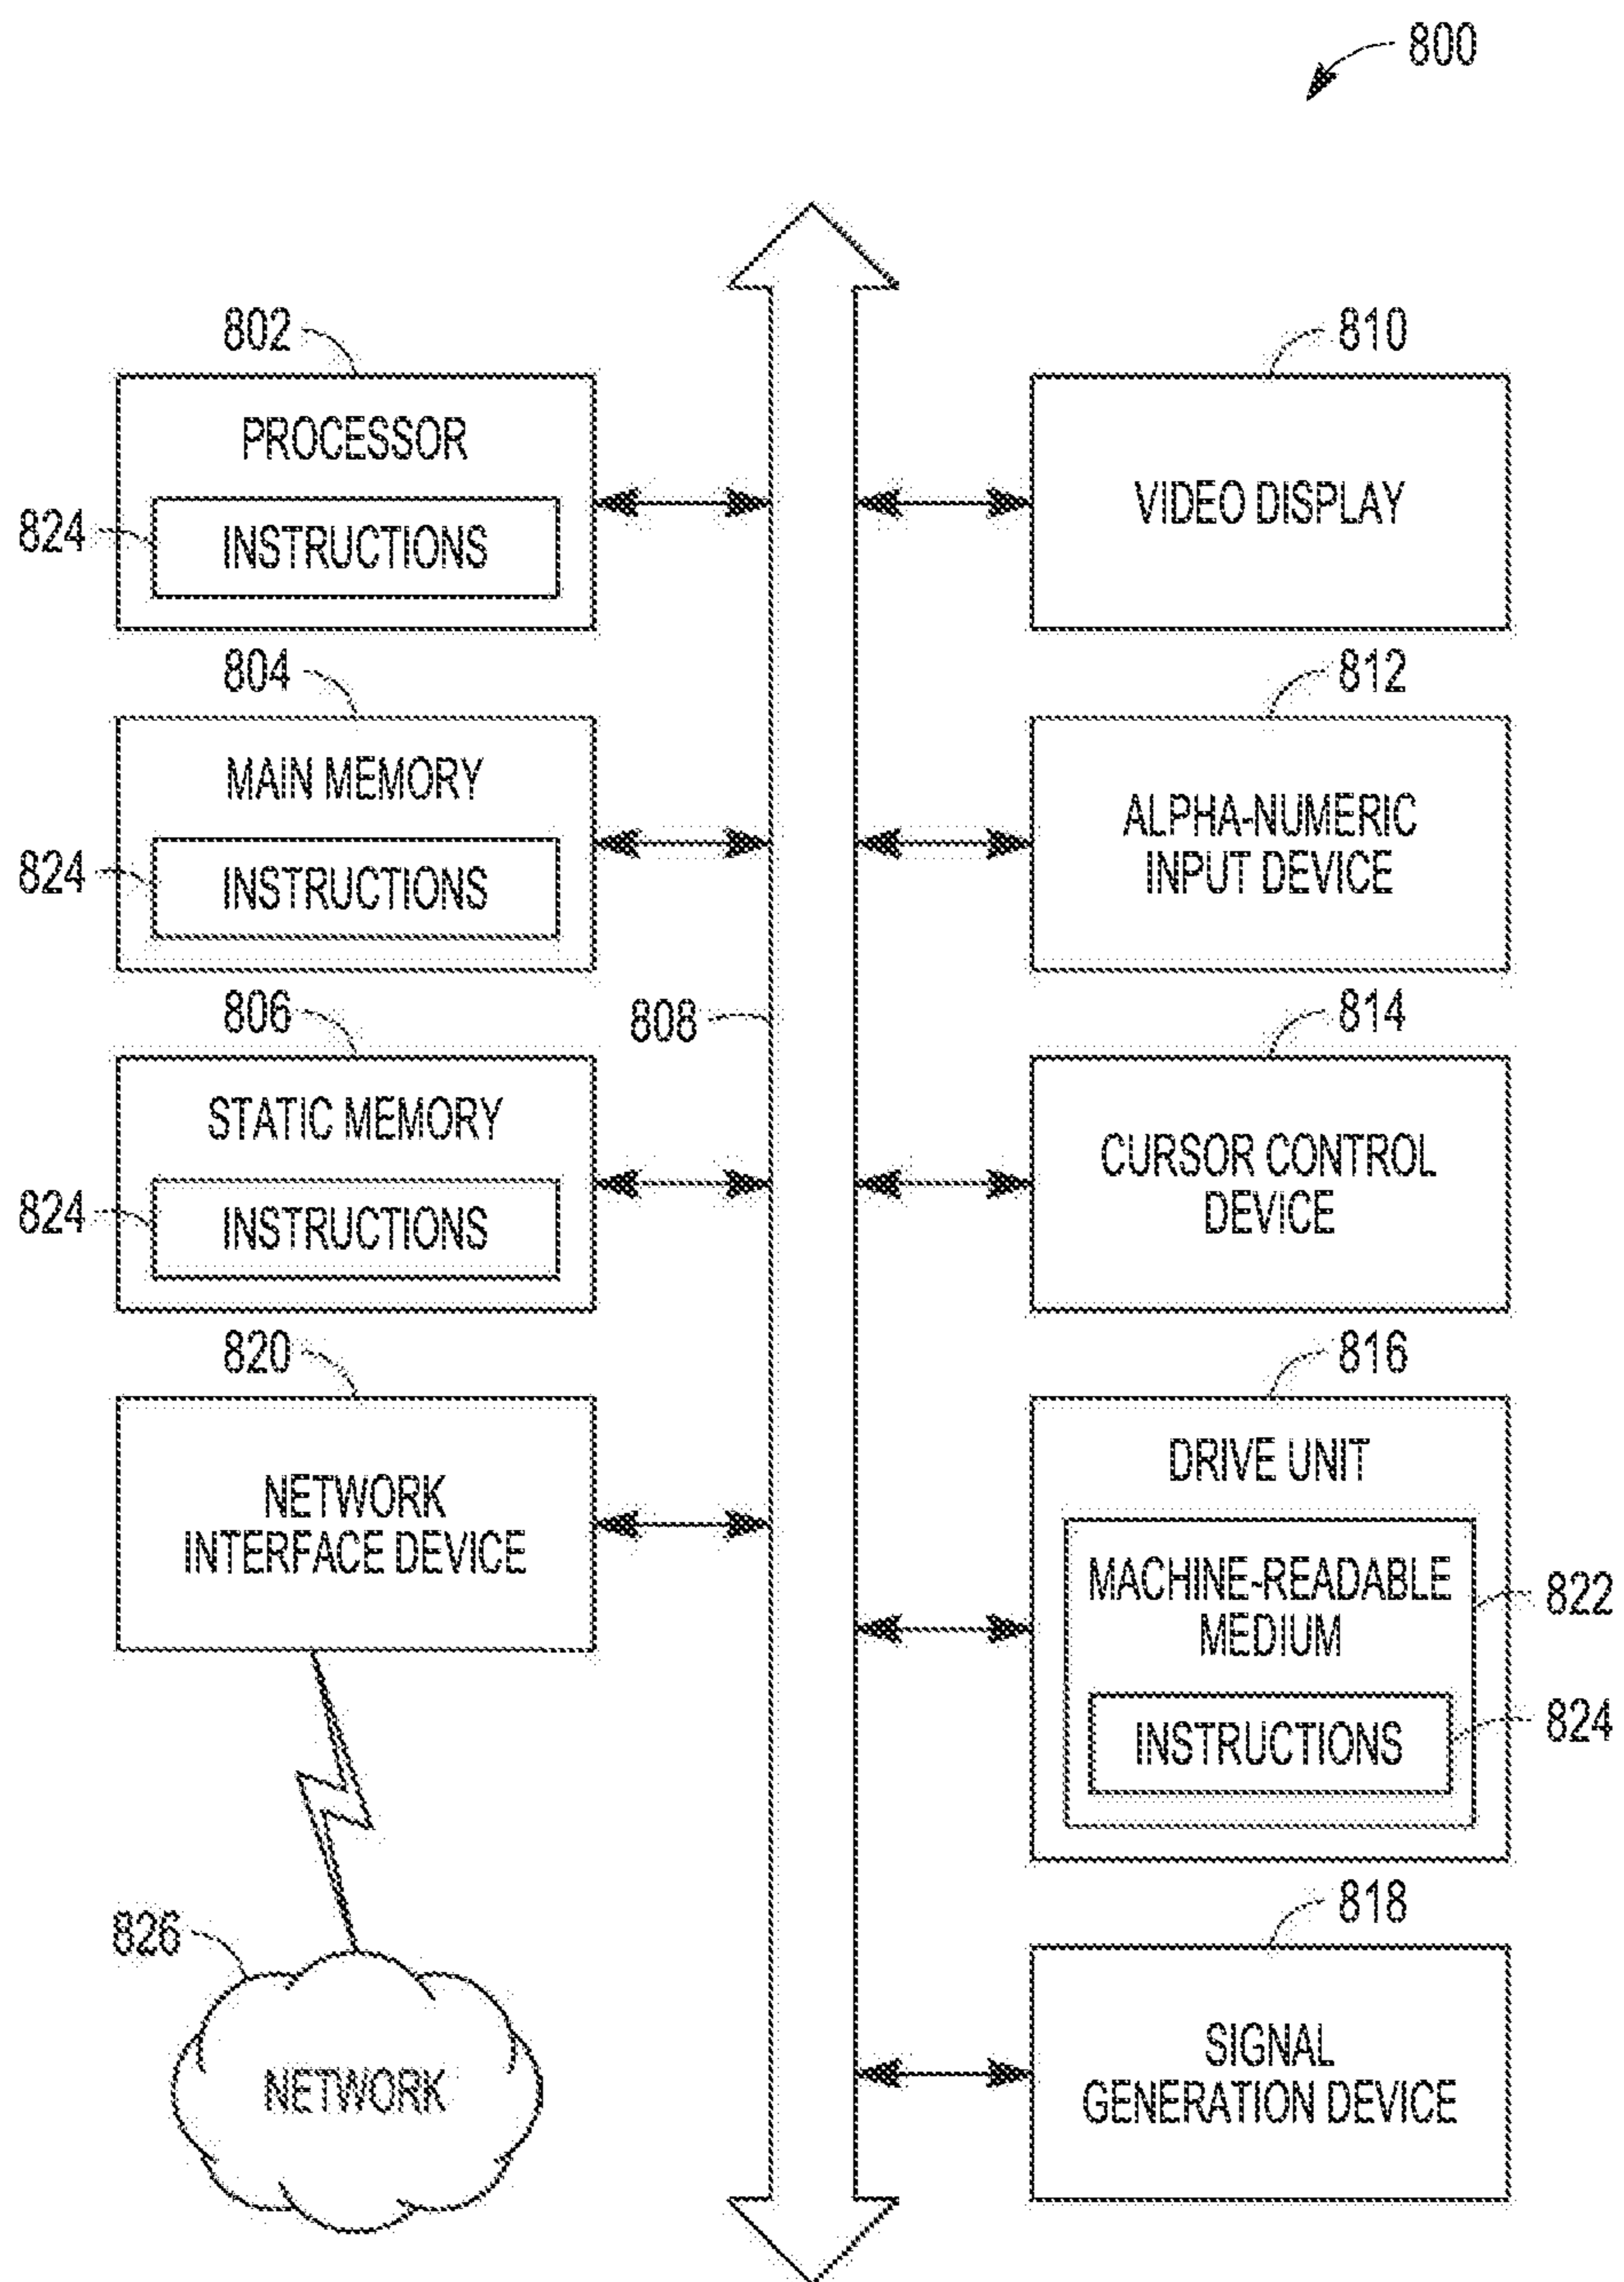 800
802
PROCESSOR
824
INSTRUCTIONS
804
MAIN MEMORY
824
INSTRUCTIONS
806
STATIC MEMORY
824
INSTRUCTIONS
820
NETWORK
INTERFACE DEVICE
826
NETWORK
808
810
VIDEO DISPLAY
812
ALPHA-NUMERIC
INPUT DEVICE
814
CURSOR CONTROL
DEVICE
816
DRIVE UNIT
MACHINE-READABLE
MEDIUM
822
INSTRUCTIONS
824
818
SIGNAL
GENERATION DEVICE